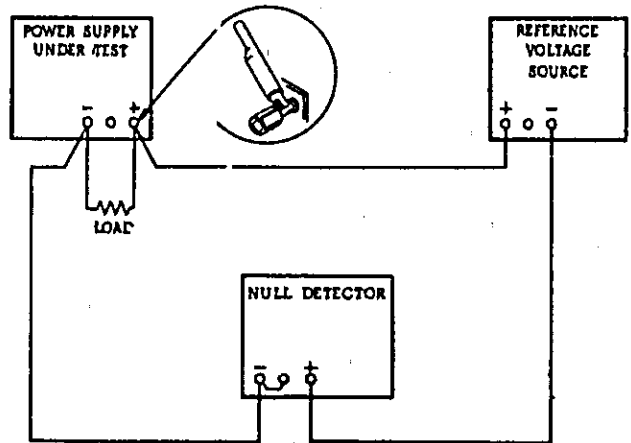 POWER SUPPLY
UNDER TEST
- +
LOAD
REFERENCE
VOLTAGE
SOURCE
+ -
NULL DETECTOR
- +